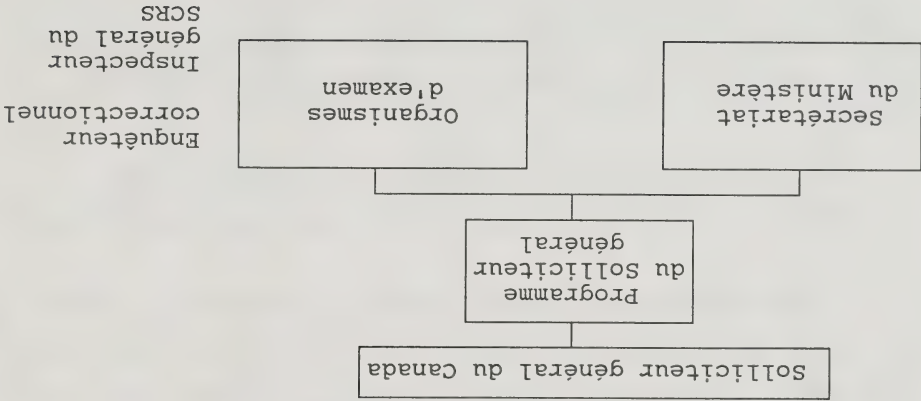 Solliciteur général du Canada
Programme
du Solliciteur
général
Secrétariat
du Ministère
Organismes
d'examen
Enquêteur
correctionnel
Inspecteur
général du
SCRS